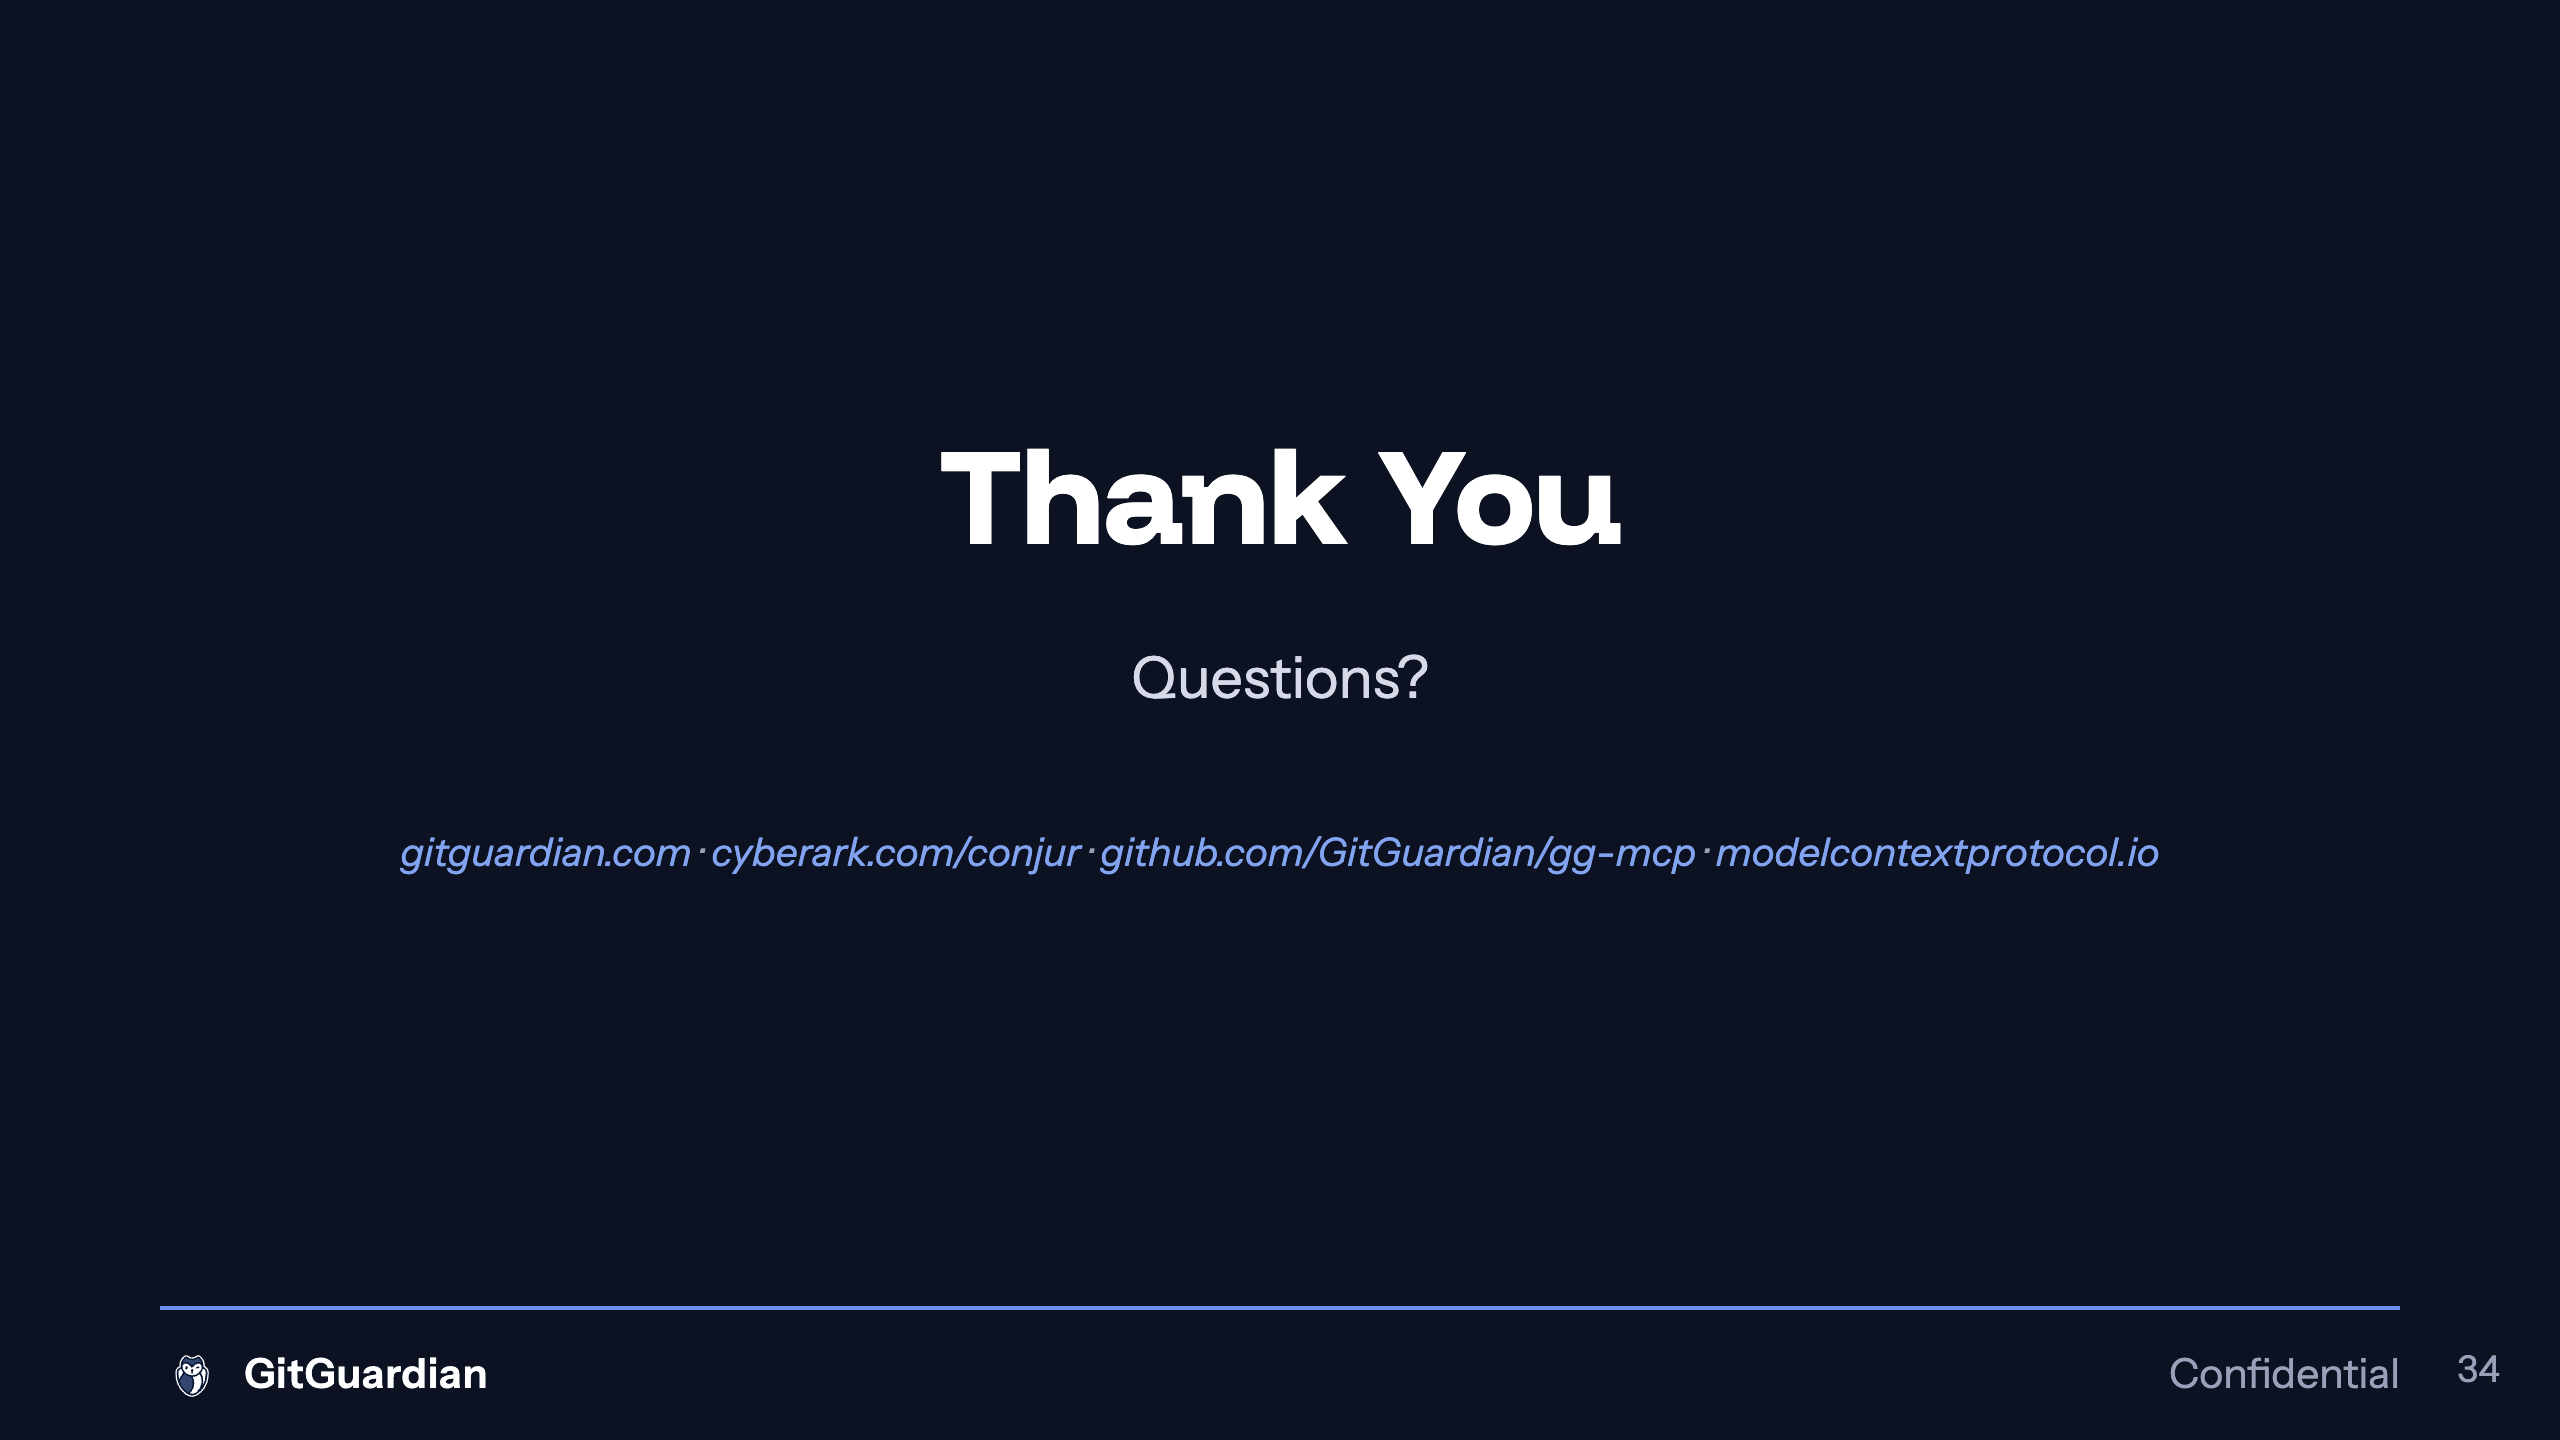 Thank You
Questions?
gitguardian.com · cyberark.com/conjur · github.com/GitGuardian/gg-mcp · modelcontextprotocol.io
GitGuardian
Confidential
34